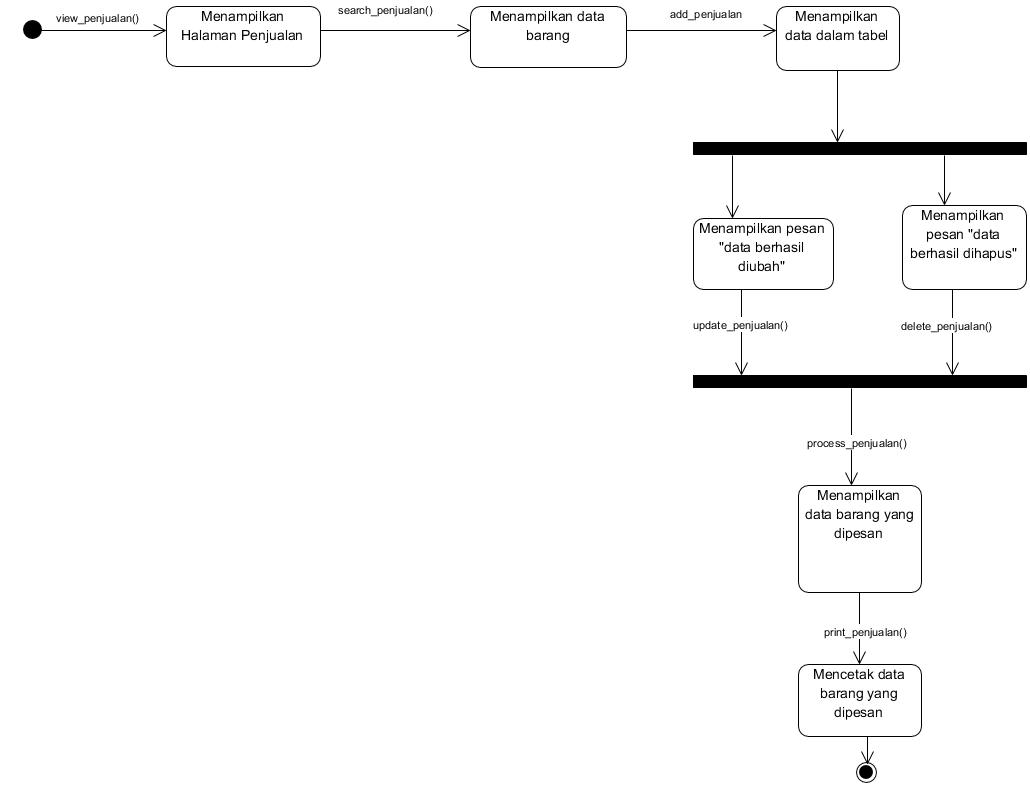 view_penjualan()
Menampilkan
Halaman Penjualan
search_penjualan()
Menampilkan data
barang
add_penjualan
Menampilkan
data dalam tabel
Menampilkan pesan
"data berhasil
diubah"
Menampilkan
pesan "data
berhasil dihapus"
update_penjualan()
delete_penjualan()
process_penjualan()
Menampilkan
data barang yang
dipesan
print_penjualan()
Mencetak data
barang yang
dipesan